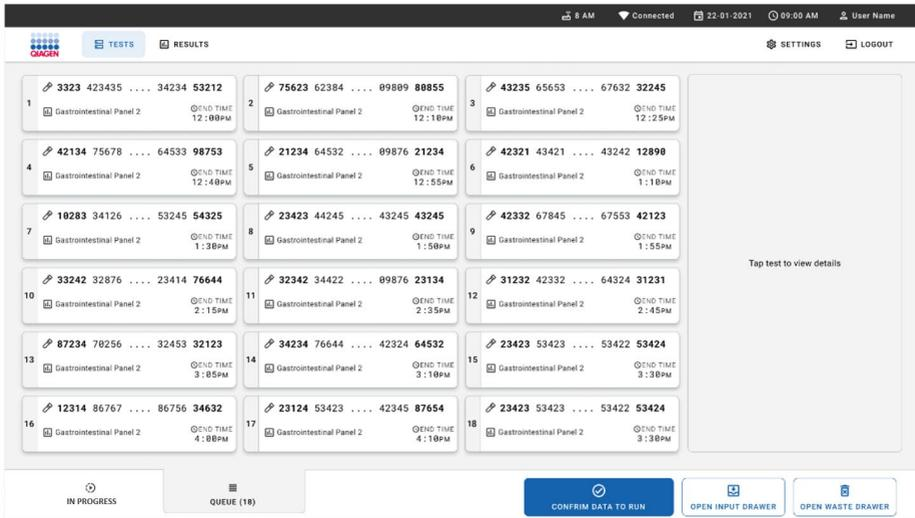 8 AM Connected 22-01-2021 09:00 AM User Name
QIAGEN TESTS RESULTS SETTINGS LOGOUT
1 3323 423435 .... 34234 53212
Gastrointestinal Panel 2 END TIME 12:00PM
2 75623 62384 .... 09809 80855
Gastrointestinal Panel 2 END TIME 12:10PM
3 43235 65653 .... 67632 32245
Gastrointestinal Panel 2 END TIME 12:25PM
4 42134 75678 .... 64533 98753
Gastrointestinal Panel 2 END TIME 12:40PM
5 21234 64532 .... 09876 21234
Gastrointestinal Panel 2 END TIME 12:55PM
6 42321 43421 .... 43242 12890
Gastrointestinal Panel 2 END TIME 1:10PM
7 10283 34126 .... 53245 54325
Gastrointestinal Panel 2 END TIME 1:30PM
8 23423 44245 .... 43245 43245
Gastrointestinal Panel 2 END TIME 1:50PM
9 42332 67845 .... 67553 42123
Gastrointestinal Panel 2 END TIME 1:55PM
10 33242 32876 .... 23414 76644
Gastrointestinal Panel 2 END TIME 2:15PM
11 32342 34422 .... 09876 23134
Gastrointestinal Panel 2 END TIME 2:35PM
12 31232 42332 .... 64324 31231
Gastrointestinal Panel 2 END TIME 2:45PM
13 87234 70256 .... 32453 32123
Gastrointestinal Panel 2 END TIME 3:05PM
14 34234 76644 .... 42324 64532
Gastrointestinal Panel 2 END TIME 3:10PM
15 23423 53423 .... 53422 53424
Gastrointestinal Panel 2 END TIME 3:30PM
16 12314 86767 .... 86756 34632
Gastrointestinal Panel 2 END TIME 4:00PM
17 23124 53423 .... 42345 87654
Gastrointestinal Panel 2 END TIME 4:10PM
18 23423 53423 .... 53422 53424
Gastrointestinal Panel 2 END TIME 3:30PM
Tap test to view details
IN PROGRESS QUEUE (18) CONFRIM DATA TO RUN OPEN INPUT DRAWER OPEN WASTE DRAWER